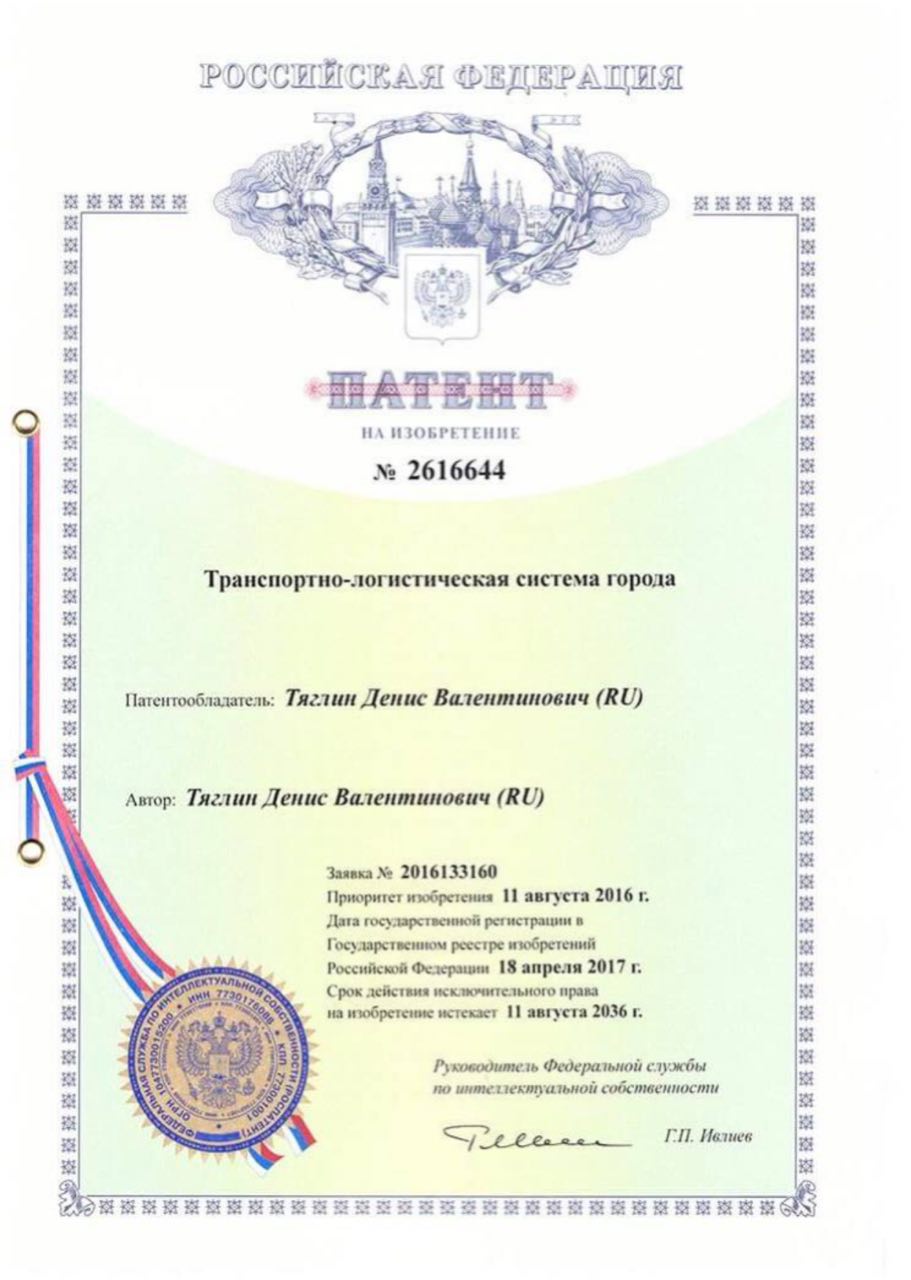 РОССИЙСКАЯ ФЕДЕРАЦИЯ
ПАТЕНТ
НА ИЗОБРЕТЕНИЕ
№ 2616644
Транспортно-логистическая система города
Патентообладатель: Тяглин Денис Валентинович (RU)
Автор: Тяглин Денис Валентинович (RU)
Заявка № 2016133160
Приоритет изобретения 11 августа 2016 г.
Дата государственной регистрации в
Государственном реестре изобретений
Российской Федерации 18 апреля 2017 г.
Срок действия исключительного права
на изобретение истекает 11 августа 2036 г.
Руководитель Федеральной службы
по интеллектуальной собственности
Г.П. Ивлиев
ФЕДЕРАЛЬНАЯ СЛУЖБА ПО ИНТЕЛЛЕКТУАЛЬНОЙ СОБСТВЕННОСТИ (РОСПАТЕНТ)
ОГРН 1047730015200 * ИНН 7730176088 * КПП 773001001